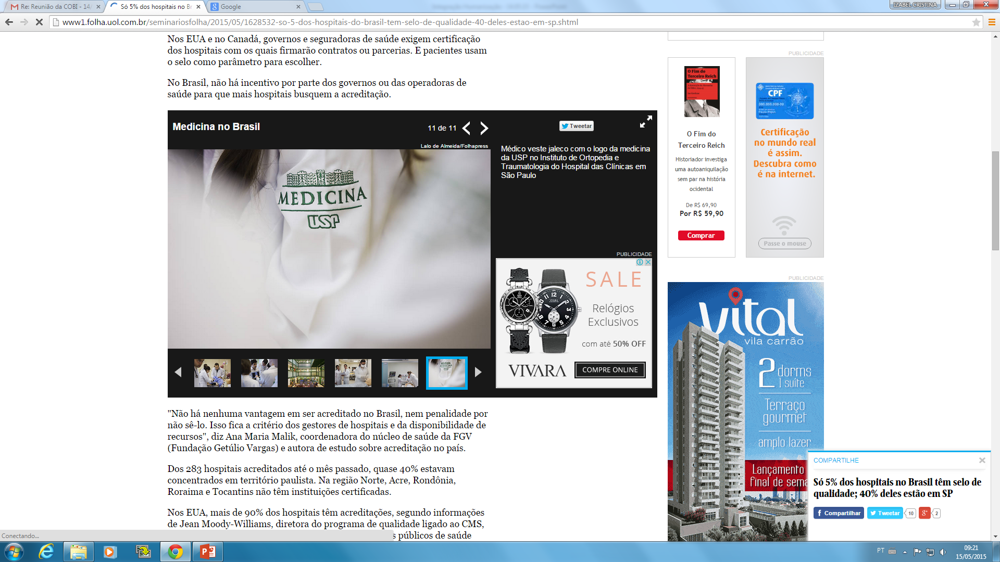 Re: Reunião da COBI - 14/
Só 5% dos hospitais no Br
Google
IZABEL CRISTINA
www1.folha.uol.com.br/seminariosfolha/2015/05/1628532-so-5-dos-hospitais-do-brasil-tem-selo-de-qualidade-40-deles-estao-em-sp.shtml
Nos EUA e no Canadá, governos e seguradoras de saúde exigem certificação
dos hospitais com os quais firmarão contratos ou parcerias. E pacientes usam
o selo como parâmetro para escolher.
No Brasil, não há incentivo por parte dos governos ou das operadoras de
saúde para que mais hospitais busquem a acreditação.
Medicina no Brasil
11 de 11
Lalo de Almeida/Folhapress
MEDICINA
USP
Tweetar
Médico veste jaleco com o logo da medicina
da USP no Instituto de Ortopedia e
Traumatologia do Hospital das Clínicas em
São Paulo
PUBLICIDADE
SALE
Relógios
Exclusivos
com até 50% OFF
VIVARA
COMPRE ONLINE
"Não há nenhuma vantagem em ser acreditado no Brasil, nem penalidade por
não sê-lo. Isso fica a critério dos gestores de hospitais e da disponibilidade de
recursos", diz Ana Maria Malik, coordenadora do núcleo de saúde da FGV
(Fundação Getúlio Vargas) e autora de estudo sobre acreditação no país.
Dos 283 hospitais acreditados até o mês passado, quase 40% estavam
concentrados em território paulista. Na região Norte, Acre, Rondônia,
Roraima e Tocantins não têm instituições certificadas.
Nos EUA, mais de 90% dos hospitais têm acreditações, segundo informações
de Jean Moody-Williams, diretora do programa de qualidade ligado ao CMS,
s públicos de saúde
Conectando...
PUBLICIDADE
O Fim do
Terceiro Reich
O Fim do
Terceiro Reich
Historiador investiga
uma autoaniquilação
sem par na história
ocidental
De R$ 69,90
Por R$ 59,90
Comprar
CPF
000.000.000-00
Certificação
no mundo real
é assim.
Descubra como
é na internet.
Passe o mouse
PUBLICIDADE
vital
vila carrão
2 dorms
1 suíte
Terraço
gourmet
amplo lazer
Lançamento
final de sema
COMPARTILHE
Só 5% dos hospitais no Brasil têm selo de
qualidade; 40% deles estão em SP
Compartilhar
Tweetar
10
g+
2
PT
09:21
15/05/2015